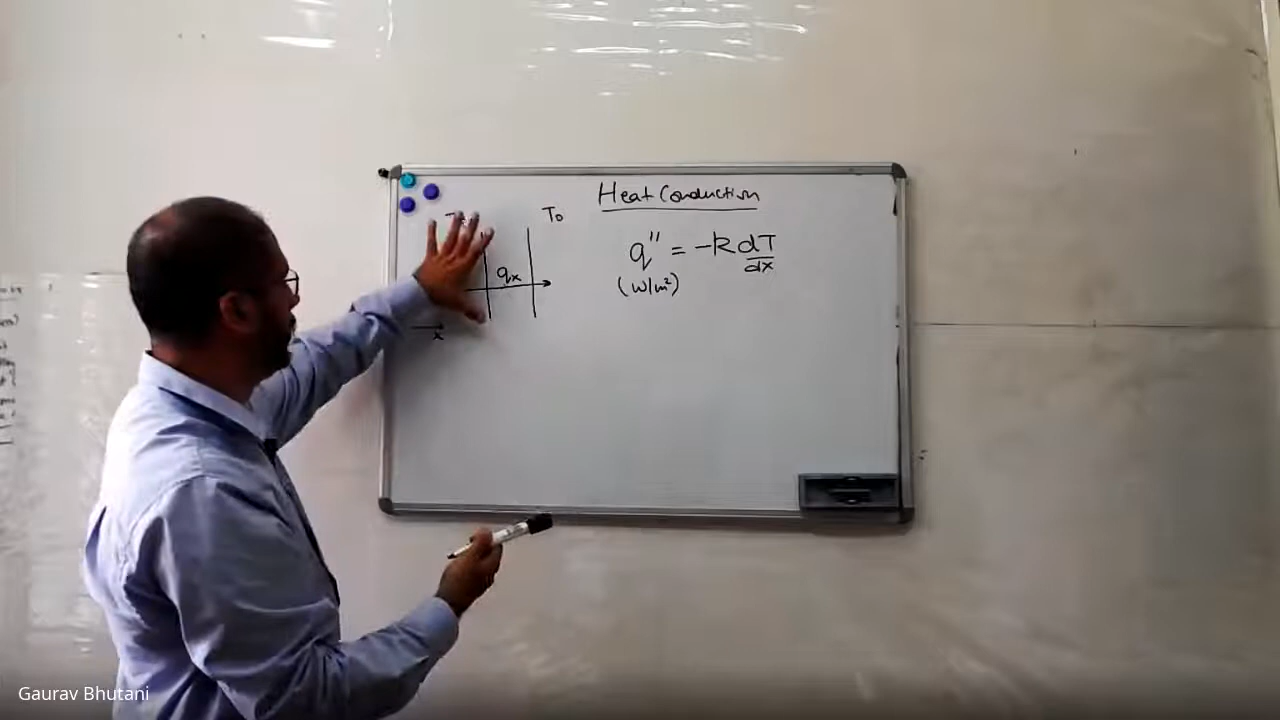 Heat Conduction
To
q" = -k dT
dx
(W/m²)
qx
x
Gaurav Bhutani